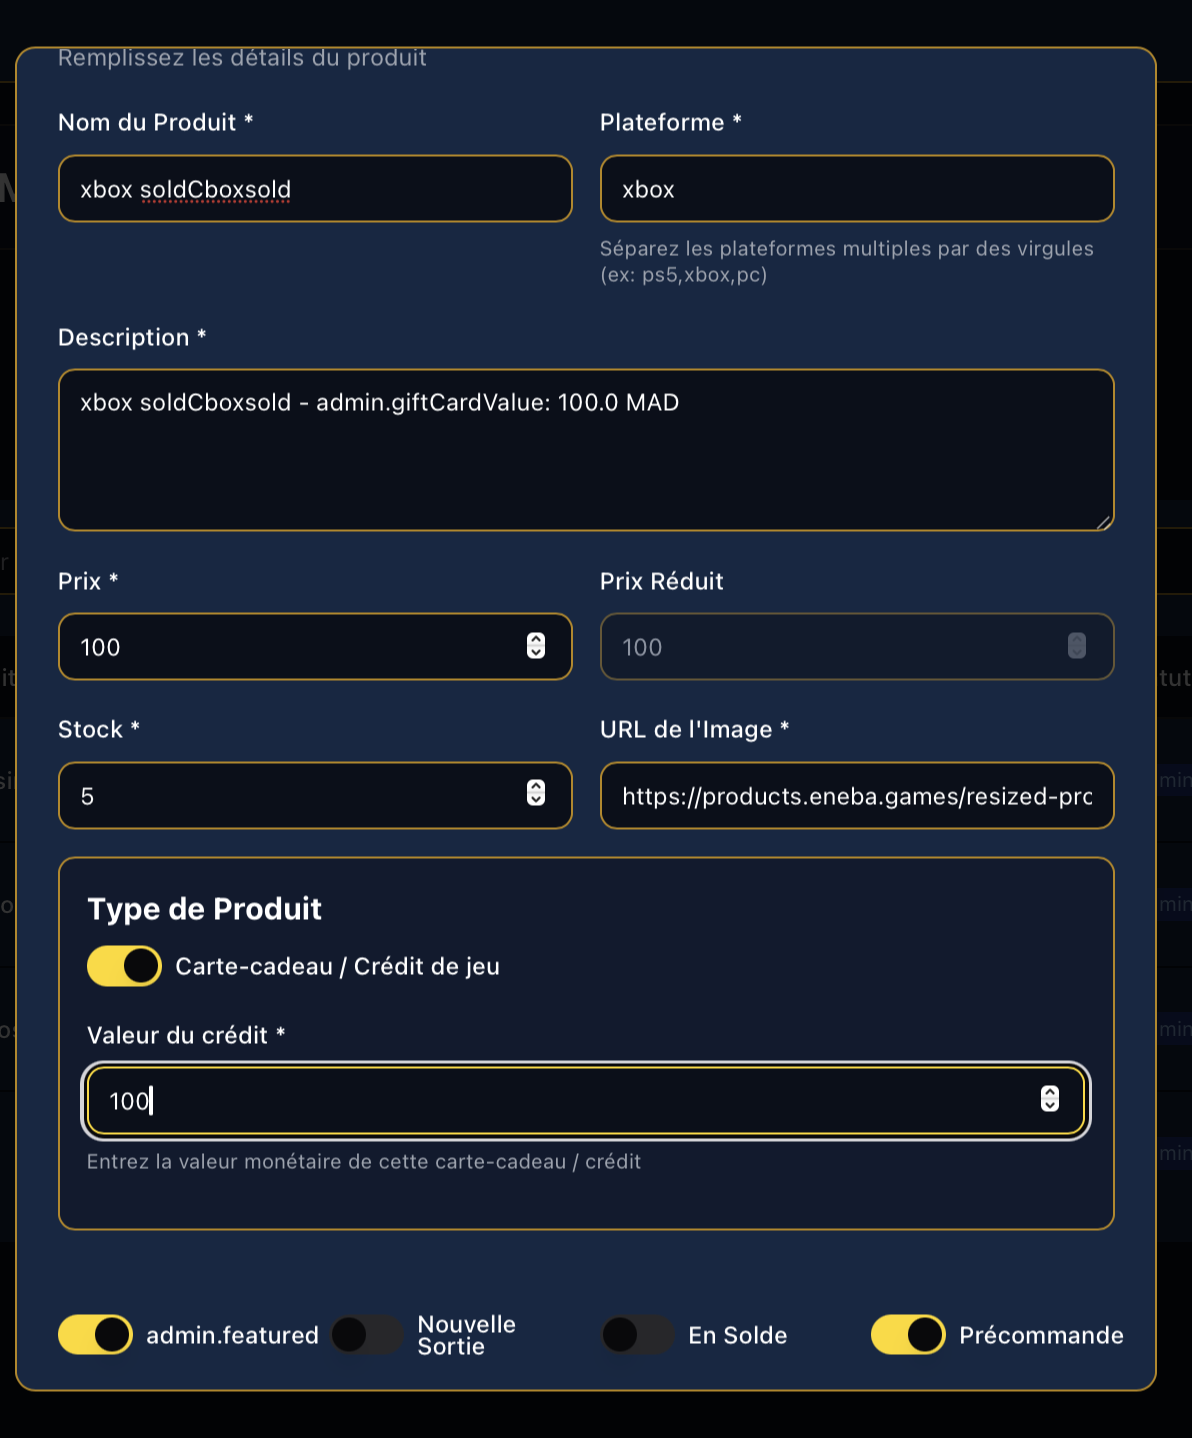 Remplissez les détails du produit
Nom du Produit *
Plateforme *
xbox soldCboxsold
xbox
Séparez les plateformes multiples par des virgules
(ex: ps5,xbox,pc)
Description *
xbox soldCboxsold - admin.giftCardValue: 100.0 MAD
Prix *
Prix Réduit
100
100
Stock *
URL de l'Image *
5
https://products.eneba.games/resized-prc
Type de Produit
Carte-cadeau / Crédit de jeu
Valeur du crédit *
100
Entrez la valeur monétaire de cette carte-cadeau / crédit
admin.featured
Nouvelle
Sortie
En Solde
Précommande